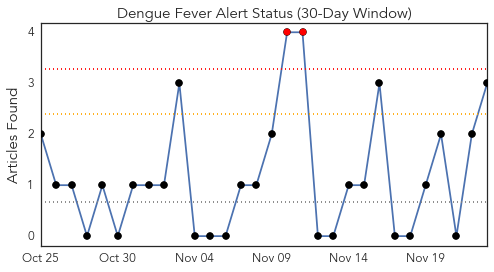 Dengue Fever Alert Status (30-Day Window)
Articles Found
4
3
2
1
0
Oct 25
Oct 30
Nov 04
Nov 09
Nov 14
Nov 19